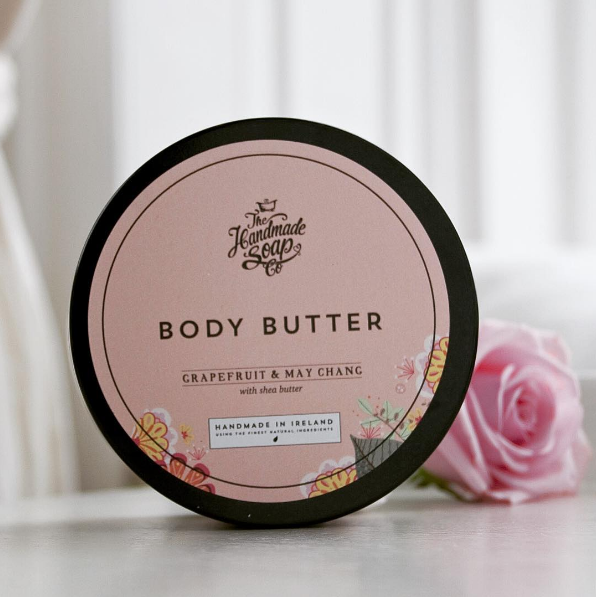 The
Handmade
Soap
Co
BODY BUTTER
GRAPEFRUIT & MAY CHANG
with shea butter
HANDMADE IN IRELAND
USING THE FINEST NATURAL INGREDIENTS